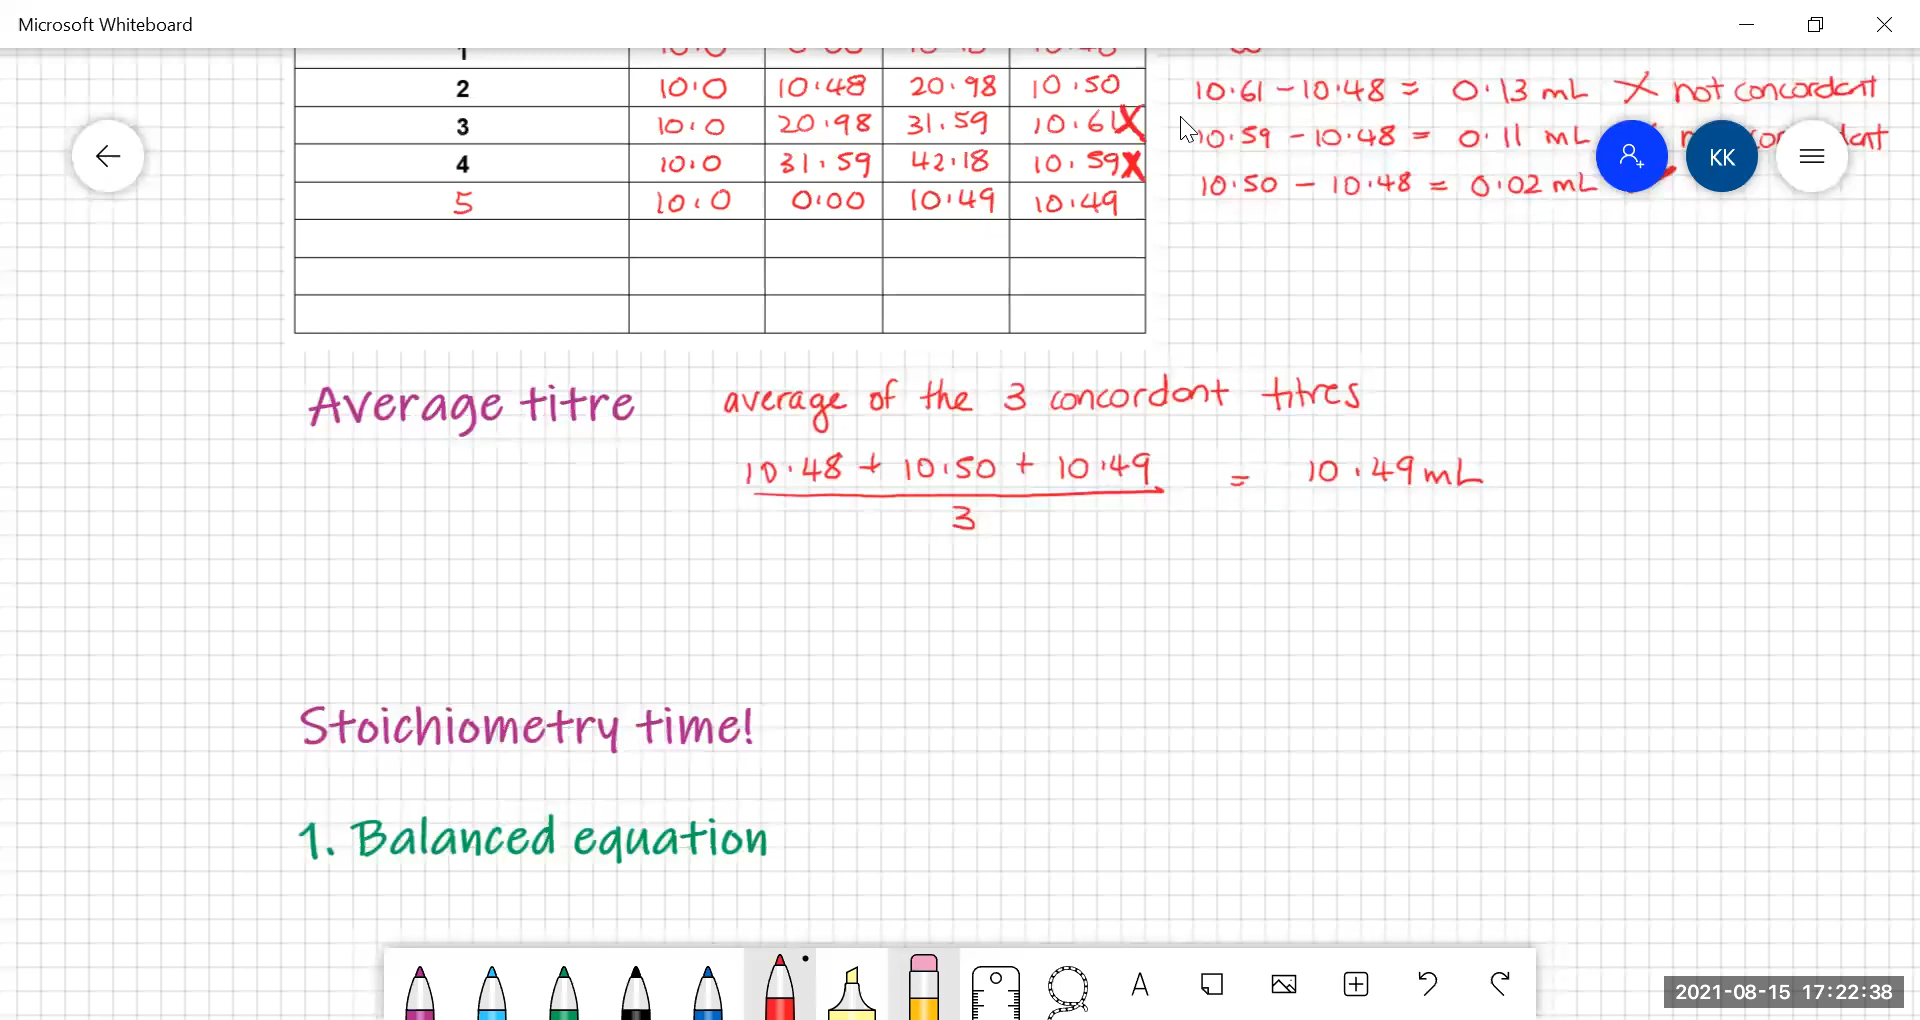 Microsoft Whiteboard
1 10.0
2 10.0 10.48 20.98 10.50
10.61 - 10.48 = 0.13 mL X not concordant
3 10.0 20.98 31.59 10.61 X
10.59 - 10.48 = 0.11 mL
4 10.0 31.59 42.18 10.59 X
10.50 - 10.48 = 0.02 mL
5 10.0 0.00 10.49 10.49
KK
Average titre
average of the 3 concordant titres
10.48 + 10.50 + 10.49 = 10.49 mL
3
Stoichiometry time!
1. Balanced equation
A
2021-08-15 17:22:38